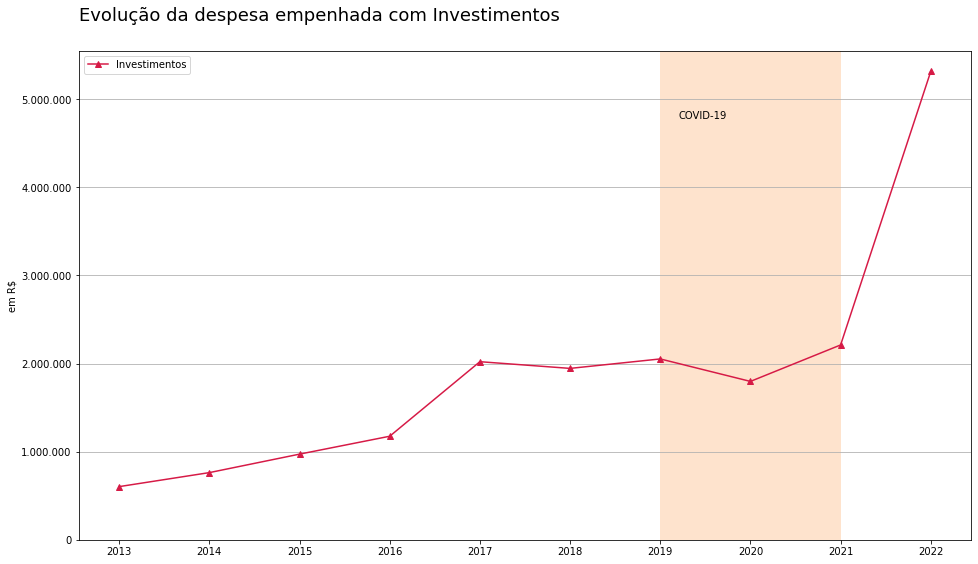 Evolução da despesa empenhada com Investimentos
Investimentos
COVID-19
em R$
5.000.000
4.000.000
3.000.000
2.000.000
1.000.000
0
2013 2014 2015 2016 2017 2018 2019 2020 2021 2022